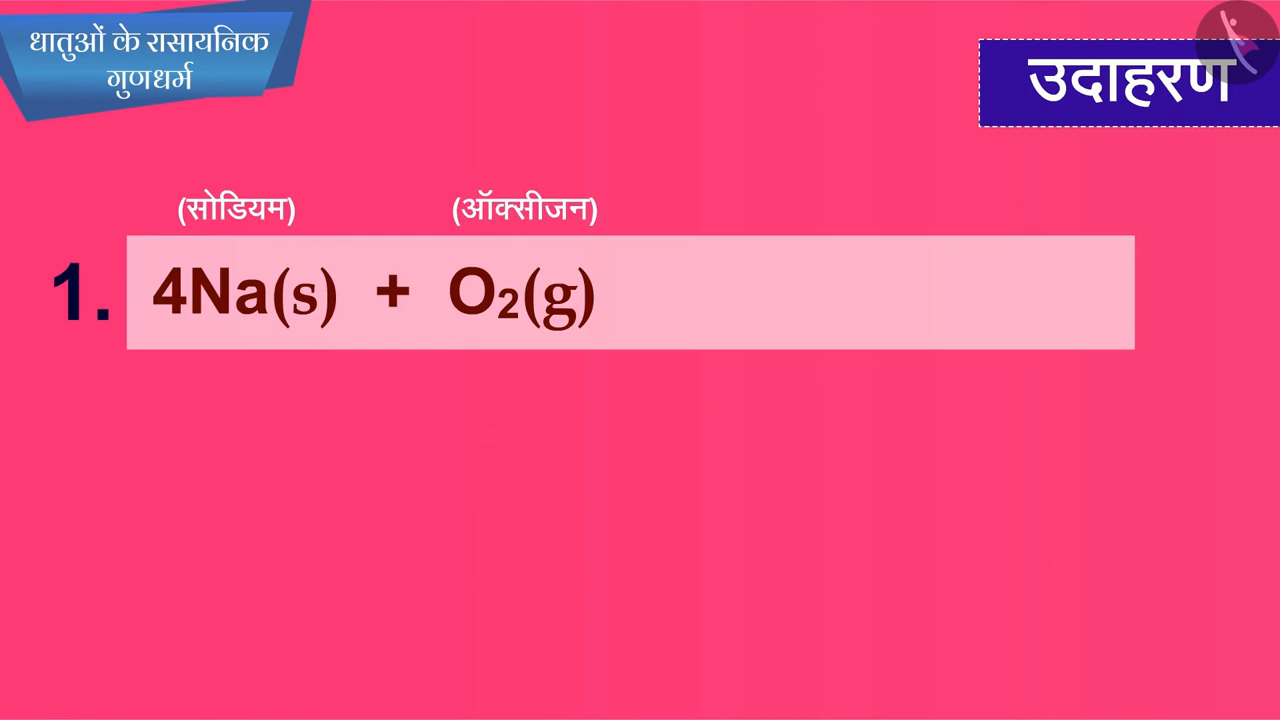 धातुओं के रासायनिक
गुणधर्म
उदाहरण
(सोडियम) (ऑक्सीजन)
1. 4Na(s) + O₂(g)